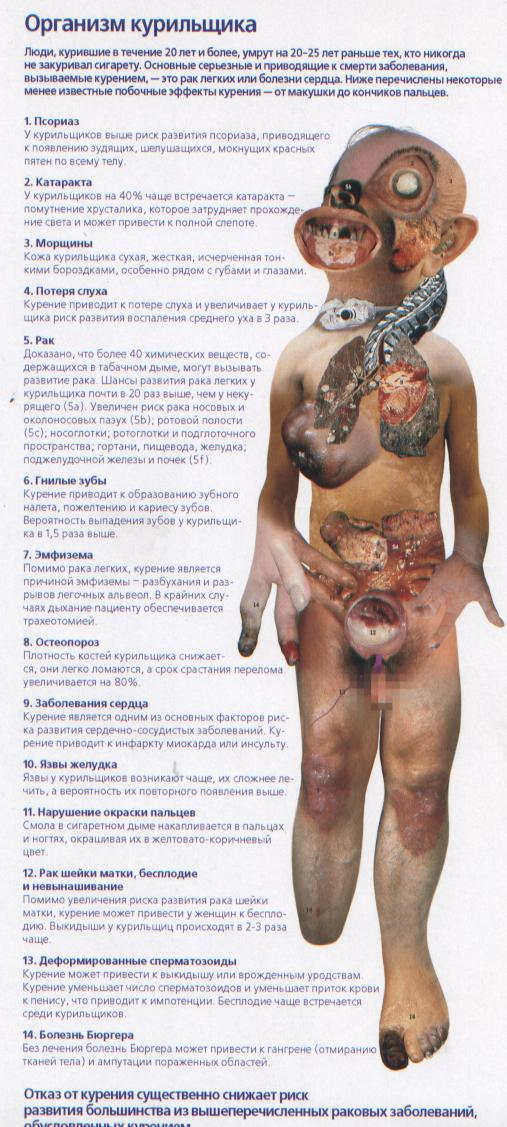 Организм курильщика
Люди, курившие в течение 20 лет и более, умрут на 20–25 лет раньше тех, кто никогда
не закуривал сигарету. Основные серьезные и приводящие к смерти заболевания,
вызываемые курением, — это рак легких или болезни сердца. Ниже перечислены некоторые
менее известные побочные эффекты курения — от макушки до кончиков пальцев.
1. Псориаз
У курильщиков выше риск развития псориаза, приводящего
к появлению зудящих, шелушащихся, мокнущих красных
пятен по всему телу.
2. Катаракта
У курильщиков на 40% чаще встречается катаракта —
помутнение хрусталика, которое затрудняет прохожде-
ние света и может привести к полной слепоте.
3. Морщины
Кожа курильщика сухая, жесткая, исчерченная тон-
кими бороздками, особенно рядом с губами и глазами.
4. Потеря слуха
Курение приводит к потере слуха и увеличивает у куриль-
щика риск развития воспаления среднего уха в 3 раза.
5. Рак
Доказано, что более 40 химических веществ, со-
держащихся в табачном дыме, могут вызывать
развитие рака. Шансы развития рака легких у
курильщика почти в 20 раз выше, чем у неку-
рящего (5a). Увеличен риск рака носовых и
околоносовых пазух (5b); ротовой полости
(5c); носоглотки; ротоглотки и подглоточного
пространства; гортани, пищевода, желудка;
поджелудочной железы и почек (5f).
6. Гнилые зубы
Курение приводит к образованию зубного
налета, пожелтению и кариесу зубов.
Вероятность выпадения зубов у курильщи-
ка в 1,5 раза выше.
7. Эмфизема
Помимо рака легких, курение является
причиной эмфиземы – разбухания и раз-
рывов легочных альвеол. В крайних слу-
чаях дыхание пациенту обеспечивается
трахеотомией.
8. Остеопороз
Плотность костей курильщика снижает-
ся, они легко ломаются, а срок срастания перелома
увеличивается на 80%.
9. Заболевания сердца
Курение является одним из основных факторов рис-
ка развития сердечно-сосудистых заболеваний. Ку-
рение приводит к инфаркту миокарда или инсульту.
10. Язвы желудка
Язвы у курильщиков возникают чаще, их сложнее ле-
чить, а вероятность их повторного появления выше.
11. Нарушение окраски пальцев
Смола в сигаретном дыме накапливается в пальцах
и ногтях, окрашивая их в желтовато-коричневый
цвет.
12. Рак шейки матки, бесплодие
и невынашивание
Помимо увеличения риска развития рака шейки
матки, курение может привести у женщин к беспло-
дию. Выкидыши у курильщиц происходят в 2-3 раза
чаще.
13. Деформированные сперматозоиды
Курение может привести к выкидышу или врожденным уродствам.
Курение уменьшает число сперматозоидов и уменьшает приток крови
к пенису, что приводит к импотенции. Бесплодие чаще встречается
среди курильщиков.
14. Болезнь Бюргера
Без лечения болезнь Бюргера может привести к гангрене (отмиранию
тканей тела) и ампутации пораженных областей.
Отказ от курения существенно снижает риск
развития большинства из вышеперечисленных раковых заболеваний,
обусловленных курением
14
12
13
14
14